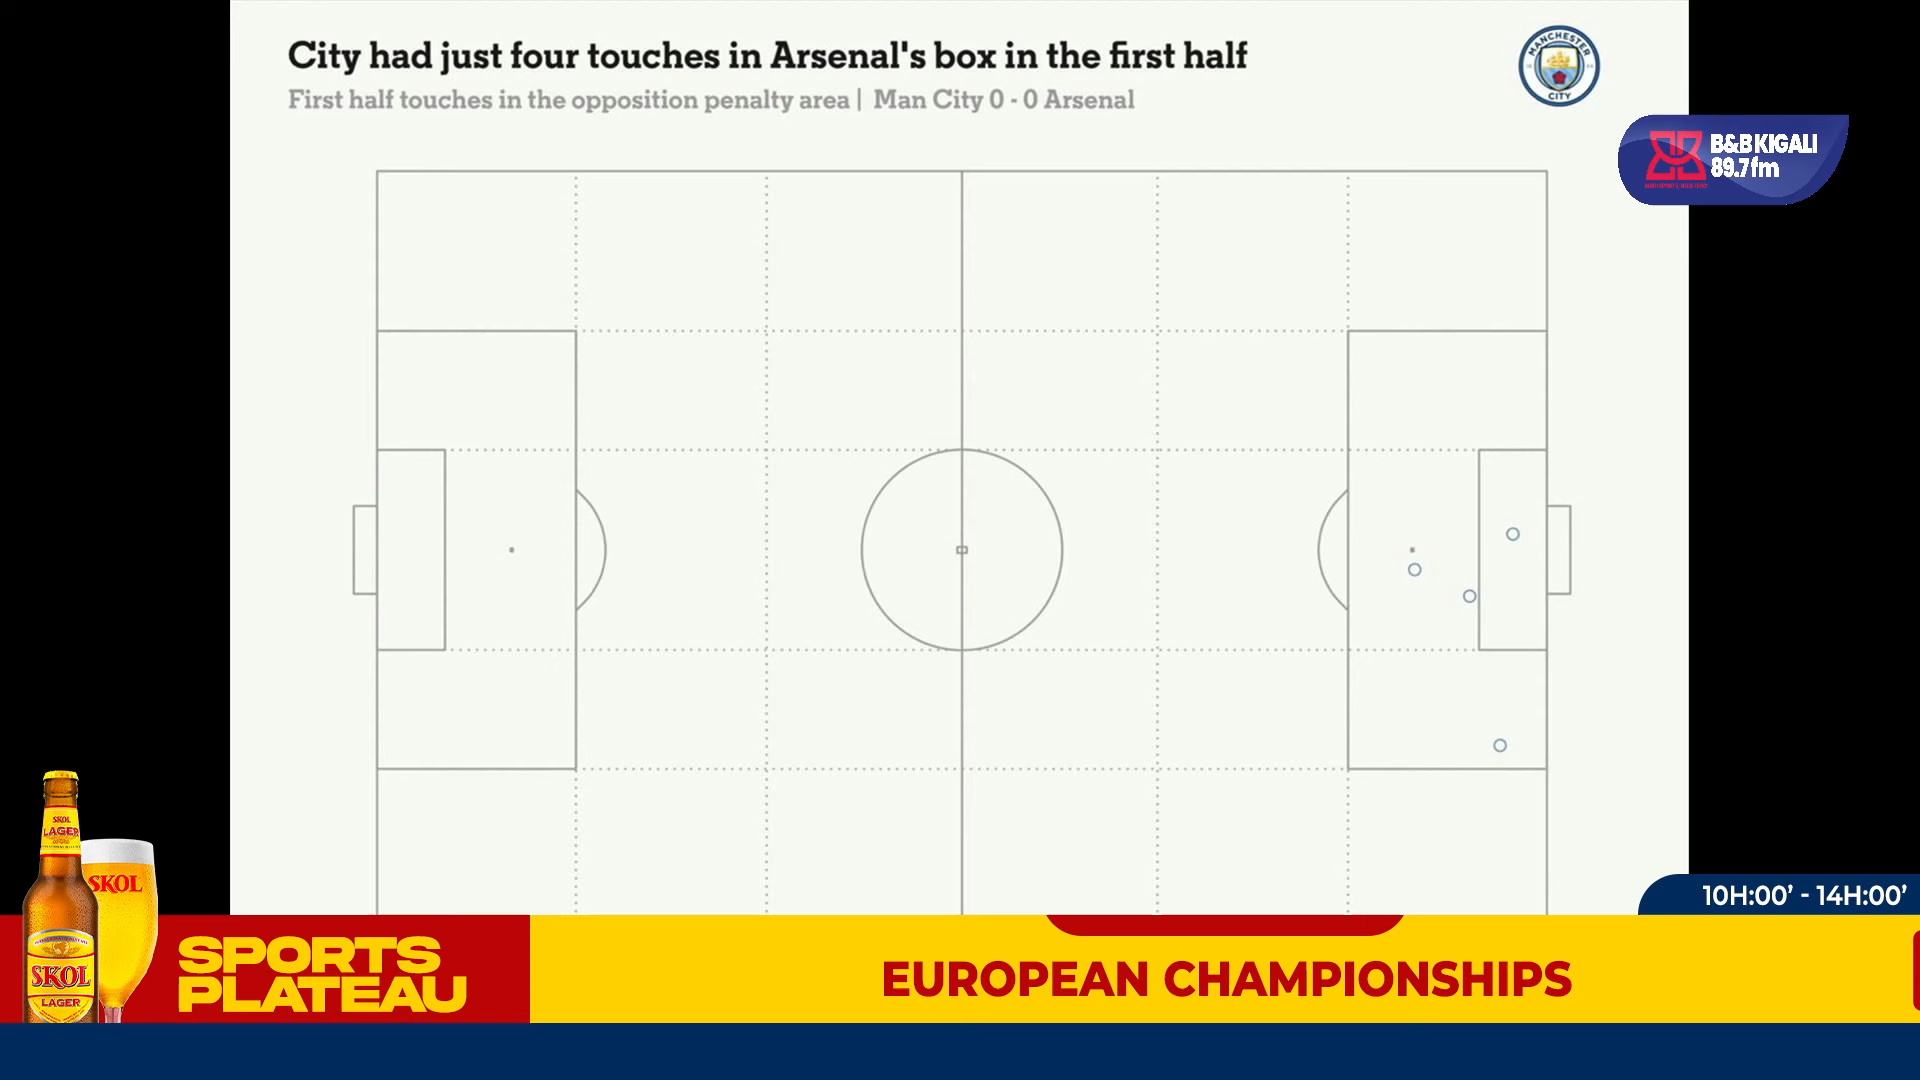 City had just four touches in Arsenal's box in the first half
First half touches in the opposition penalty area | Man City 0 - 0 Arsenal
MANCHESTER
CITY
B&B KIGALI
89.7fm
SKOL
LAGER
SKOL
SKOL
LAGER
10H:00’ - 14H:00’
SPORTS
PLATEAU
EUROPEAN CHAMPIONSHIPS